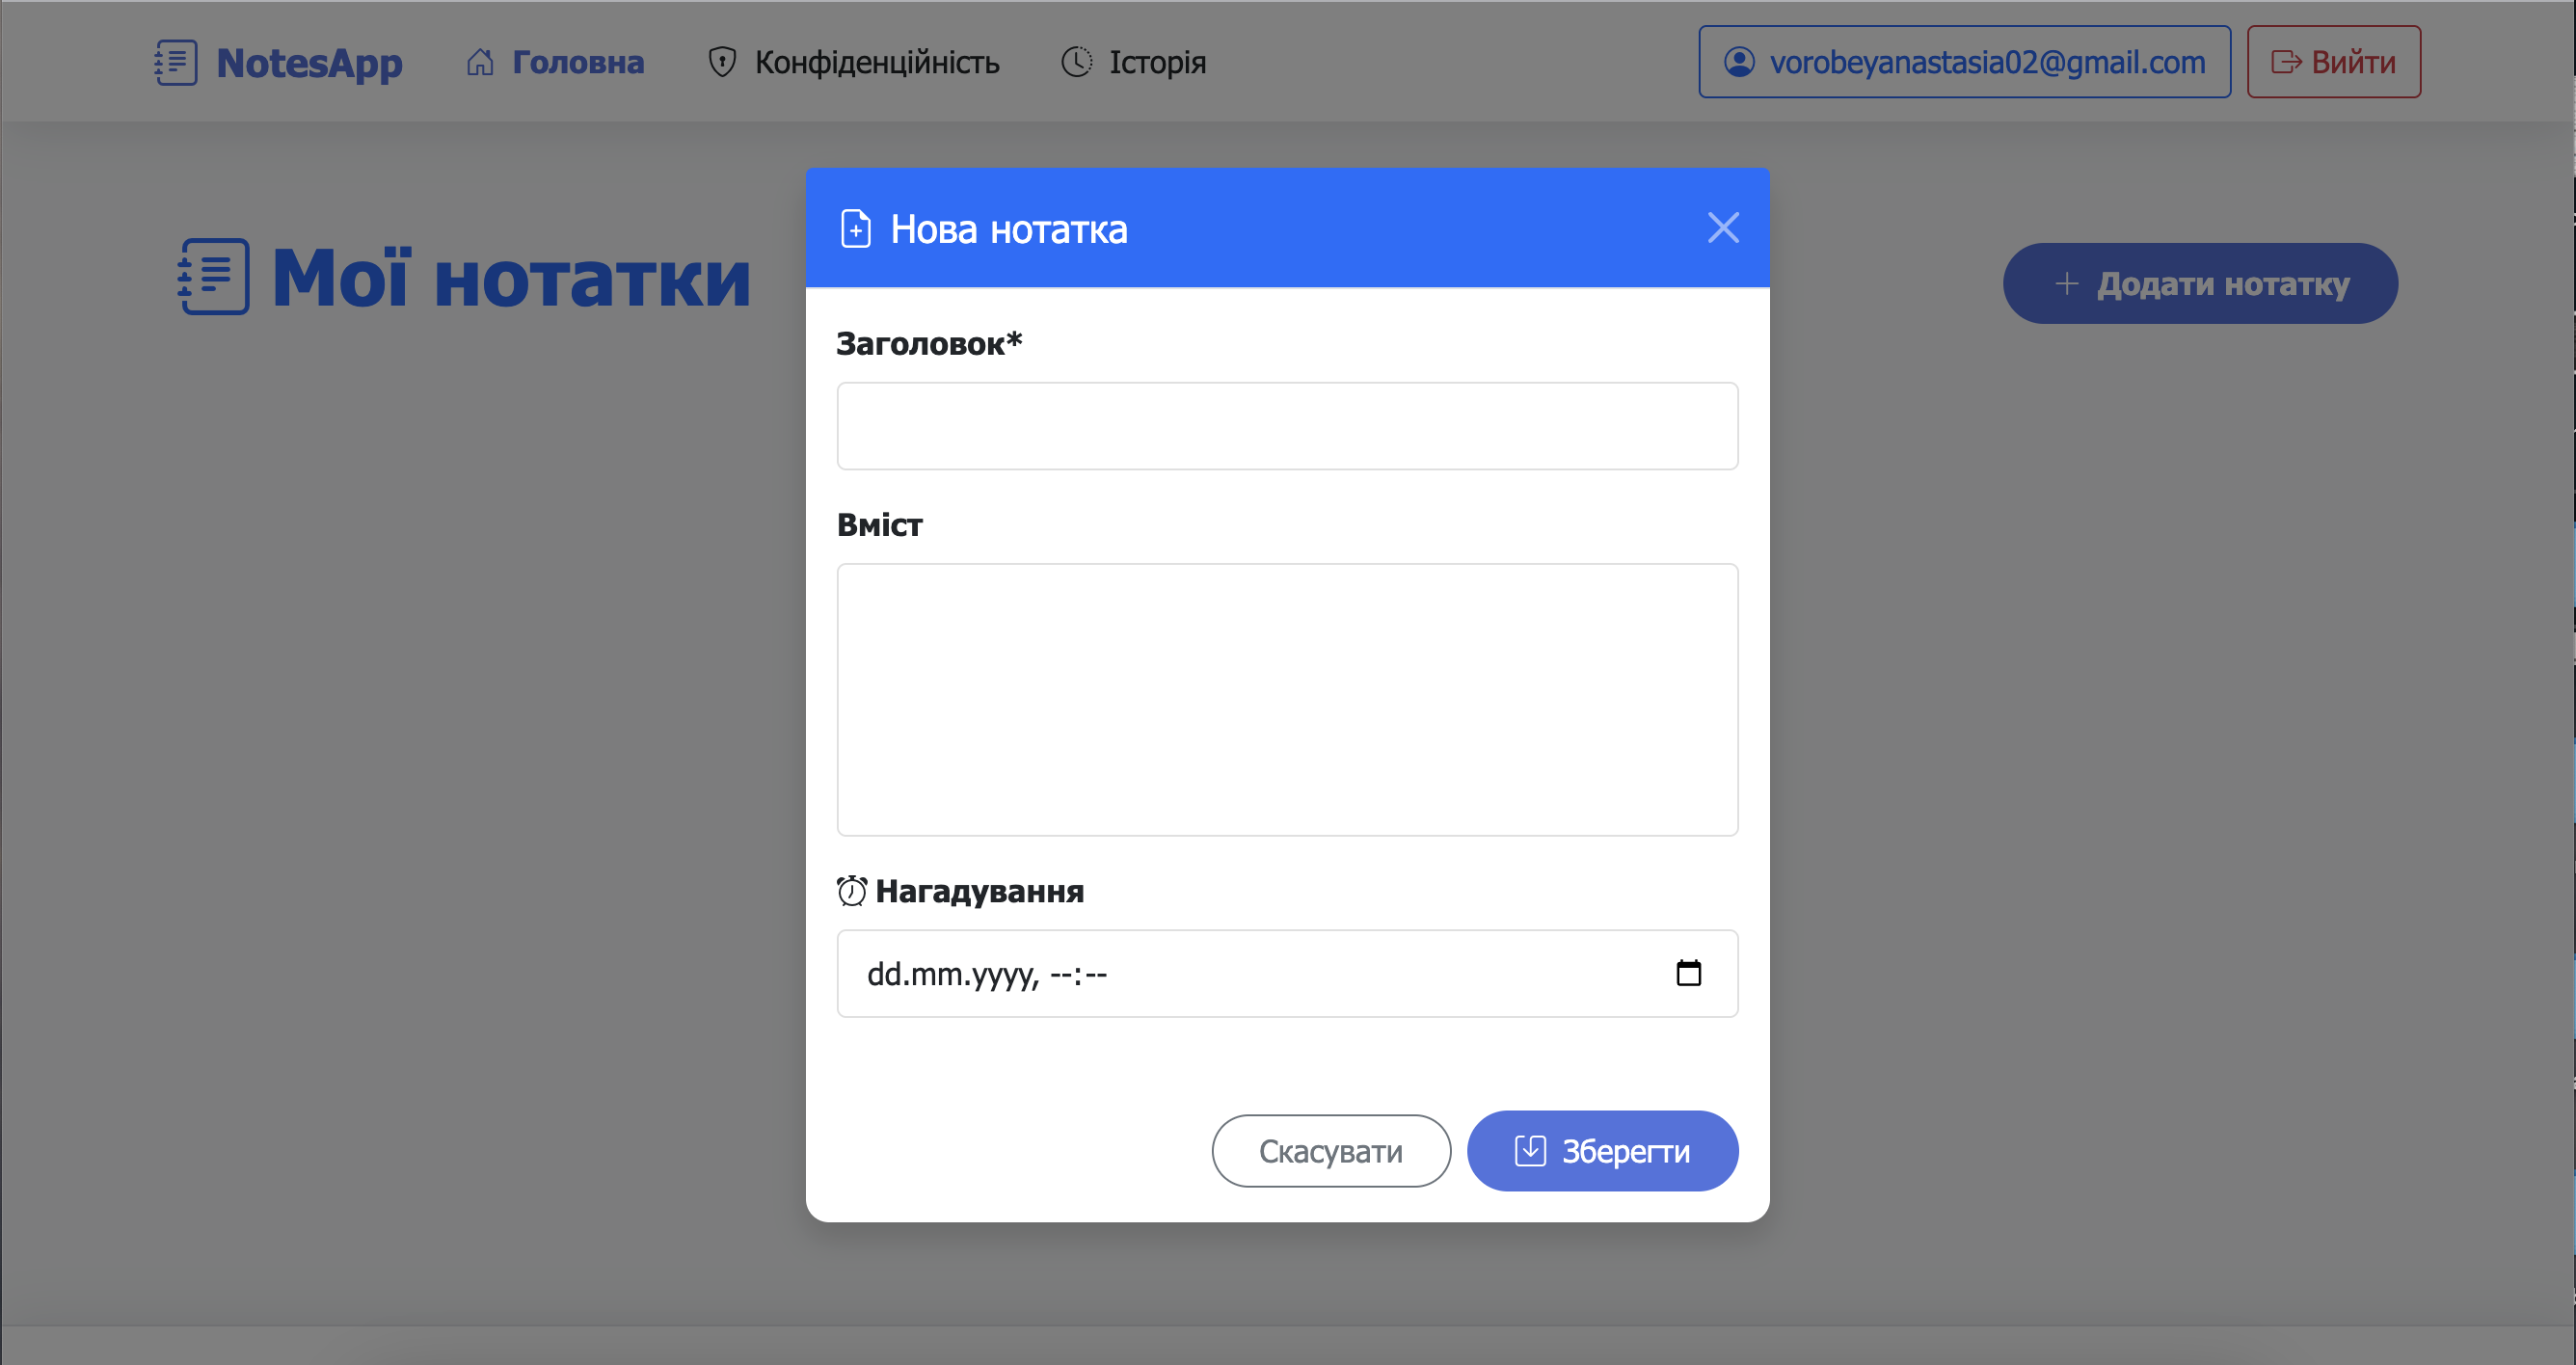 NotesApp Головна Конфіденційність Історія vorobeyanastasia02@gmail.com Вийти
Мої нотатки
+ Додати нотатку
Нова нотатка
Заголовок*
Вміст
Нагадування
dd.mm.yyyy, --:--
Скасувати Зберегти